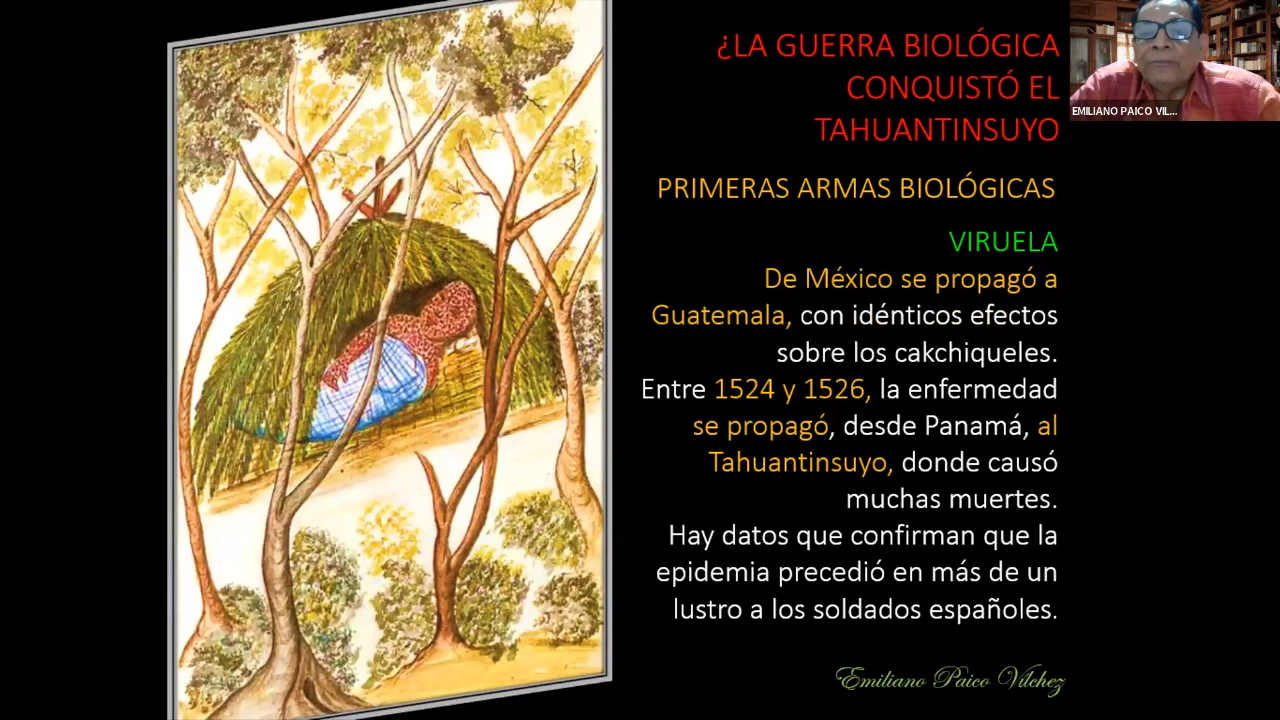 ¿LA GUERRA BIOLÓGICA
CONQUISTÓ EL
TAHUANTINSUYO
EMILIANO PAICO VIL...
PRIMERAS ARMAS BIOLÓGICAS
VIRUELA
De México se propagó a
Guatemala, con idénticos efectos
sobre los cakchiqueles.
Entre 1524 y 1526, la enfermedad
se propagó, desde Panamá, al
Tahuantinsuyo, donde causó
muchas muertes.
Hay datos que confirman que la
epidemia precedió en más de un
lustro a los soldados españoles.
Emiliano Paico Vílchez